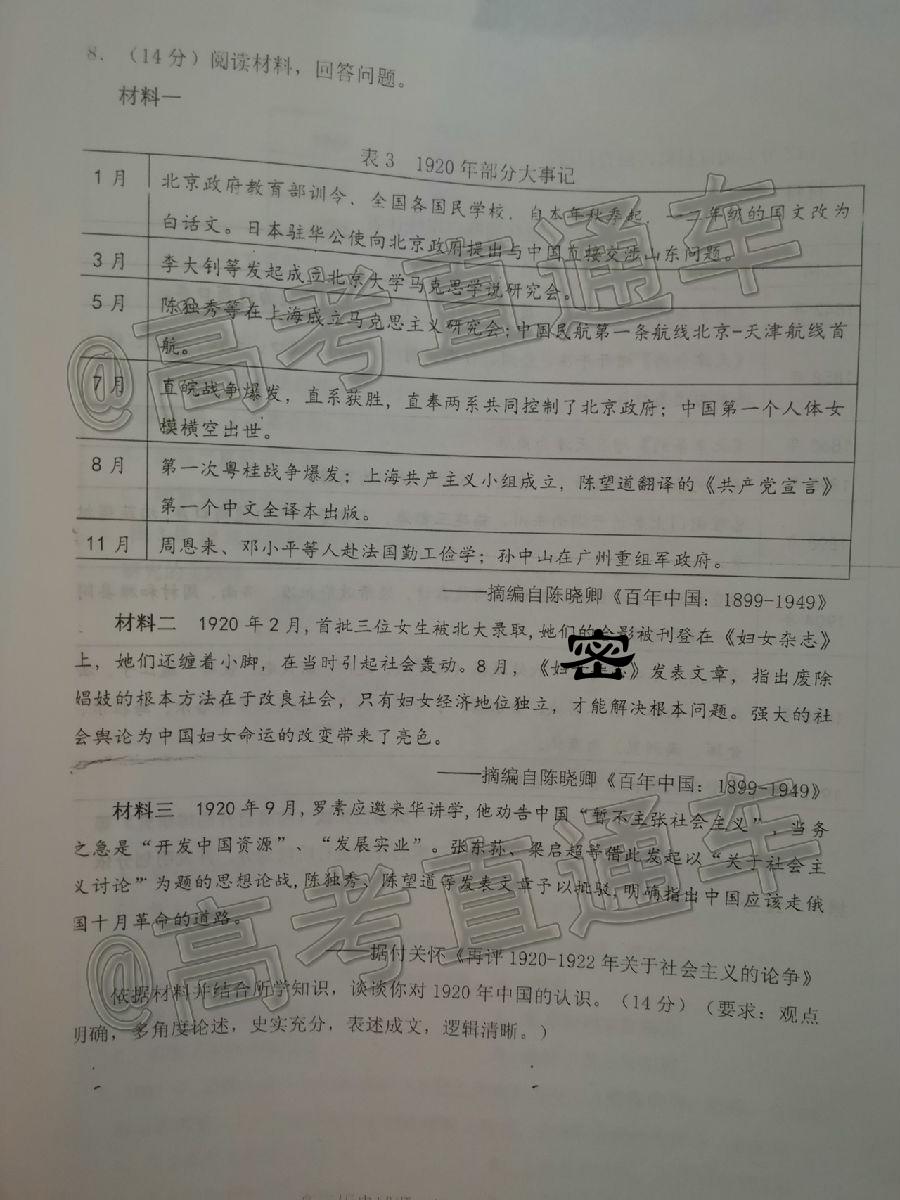 8. (14分)阅读材料，回答问题。
材料一
表3 1920年部分大事记
1月 北京政府教育部训令、全国各国民学校，自本年秋季起，一二年级的国文改为
白话文。日本驻华公使向北京政府提出与中国直接交涉山东问题。
3月 李大钊等发起成立北京大学马克思学说研究会。
5月 陈独秀等在上海成立马克思主义研究会；中国民航第一条航线北京-天津航线首
航。
7月 直皖战争爆发，直系获胜，直奉两系共同控制了北京政府；中国第一个人体女
模横空出世。
8月 第一次粤桂战争爆发；上海共产主义小组成立，陈望道翻译的《共产党宣言》
第一个中文全译本出版。
11月 周恩来、邓小平等人赴法国勤工俭学；孙中山在广州重组军政府。
——摘编自陈晓卿《百年中国：1899-1949》
材料二 1920年2月，首批三位女生被北大录取，她们的合影被刊登在《妇女杂志》
上，她们还缠着小脚，在当时引起社会轰动。8月，《妇 》发表文章，指出废除
密
娼妓的根本方法在于改良社会，只有妇女经济地位独立，才能解决根本问题。强大的社
会舆论为中国妇女命运的改变带来了亮色。
——摘编自陈晓卿《百年中国：1899-1949》
材料三 1920年9月，罗素应邀来华讲学，他劝告中国“暂不主张社会主义”，当务
之急是“开发中国资源”、“发展实业”。张东荪、梁启超等借此发起以“关于社会主
义讨论”为题的思想论战，陈独秀、陈望道等发表文章予以批驳，明确指出中国应该走俄
国十月革命的道路。
——据付关怀《再评1920-1922年关于社会主义的论争》
依据材料并结合所学知识，谈谈你对1920年中国的认识。(14分)(要求：观点
明确，多角度论述，史实充分，表述成文，逻辑清晰。)
@高考直通车
@高考直通车